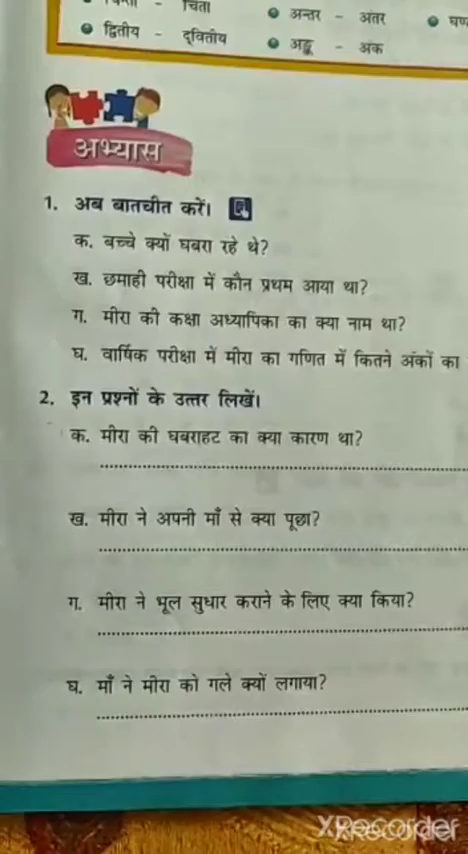 चिंता ● अन्तर - अंतर ●
● द्वितीय - द्वितीय ● अङ्क - अंक
अभ्यास
1. अब बातचीत करें।
क. बच्चे क्यों घबरा रहे थे?
ख. छमाही परीक्षा में कौन प्रथम आया था?
ग. मीरा की कक्षा अध्यापिका का क्या नाम था?
घ. वार्षिक परीक्षा में मीरा का गणित में कितने अंकों का
2. इन प्रश्नों के उत्तर लिखें।
क. मीरा की घबराहट का क्या कारण था?
ख. मीरा ने अपनी माँ से क्या पूछा?
ग. मीरा ने भूल सुधार कराने के लिए क्या किया?
घ. माँ ने मीरा को गले क्यों लगाया?
XRecorder